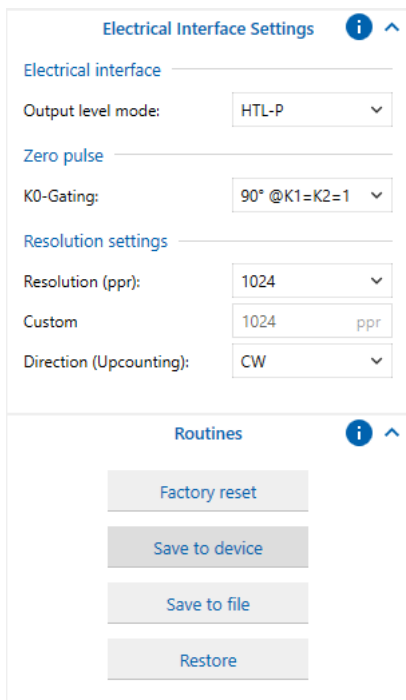 Electrical Interface Settings
Electrical interface
Output level mode: HTL-P
Zero pulse
K0-Gating: 90° @K1=K2=1
Resolution settings
Resolution (ppr): 1024
Custom 1024 ppr
Direction (Upcounting): CW
Routines
Factory reset
Save to device
Save to file
Restore